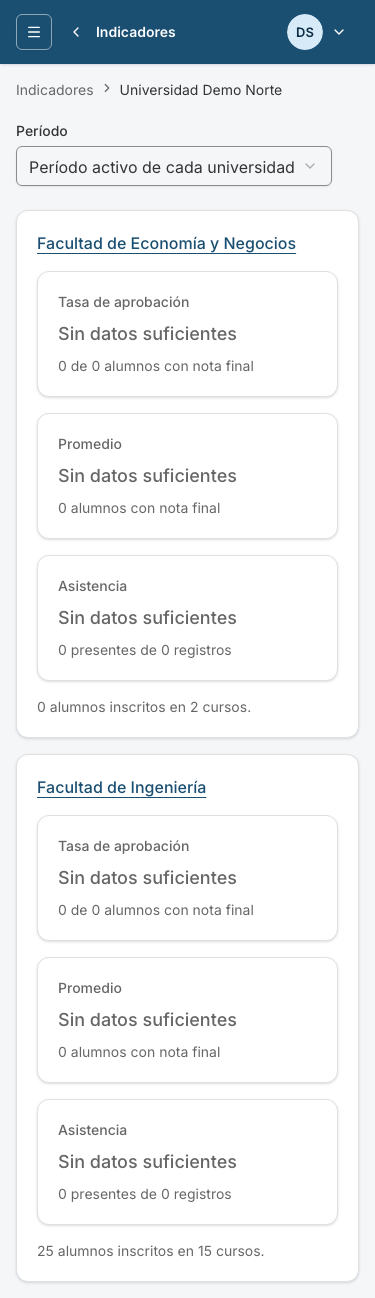 Indicadores
DS
Indicadores > Universidad Demo Norte
Período
Período activo de cada universidad
Facultad de Economía y Negocios
Tasa de aprobación
Sin datos suficientes
0 de 0 alumnos con nota final
Promedio
Sin datos suficientes
0 alumnos con nota final
Asistencia
Sin datos suficientes
0 presentes de 0 registros
0 alumnos inscritos en 2 cursos.
Facultad de Ingeniería
Tasa de aprobación
Sin datos suficientes
0 de 0 alumnos con nota final
Promedio
Sin datos suficientes
0 alumnos con nota final
Asistencia
Sin datos suficientes
0 presentes de 0 registros
25 alumnos inscritos en 15 cursos.